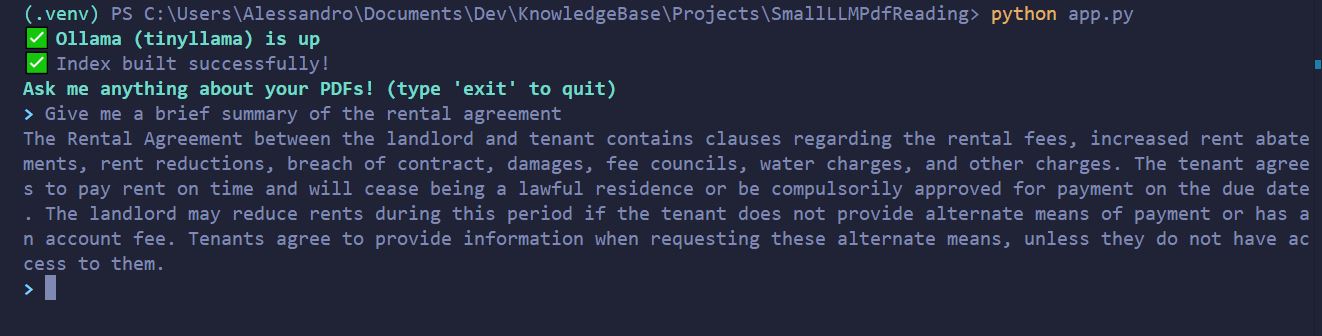 (.venv) PS C:\Users\Alessandro\Documents\Dev\KnowledgeBase\Projects\SmallLLMPdfReading> python app.py
✅ Ollama (tinyllama) is up
✅ Index built successfully!
Ask me anything about your PDFs! (type 'exit' to quit)
> Give me a brief summary of the rental agreement
The Rental Agreement between the landlord and tenant contains clauses regarding the rental fees, increased rent abate
ments, rent reductions, breach of contract, damages, fee councils, water charges, and other charges. The tenant agree
s to pay rent on time and will cease being a lawful residence or be compulsorily approved for payment on the due date
. The landlord may reduce rents during this period if the tenant does not provide alternate means of payment or has a
n account fee. Tenants agree to provide information when requesting these alternate means, unless they do not have ac
cess to them.
>